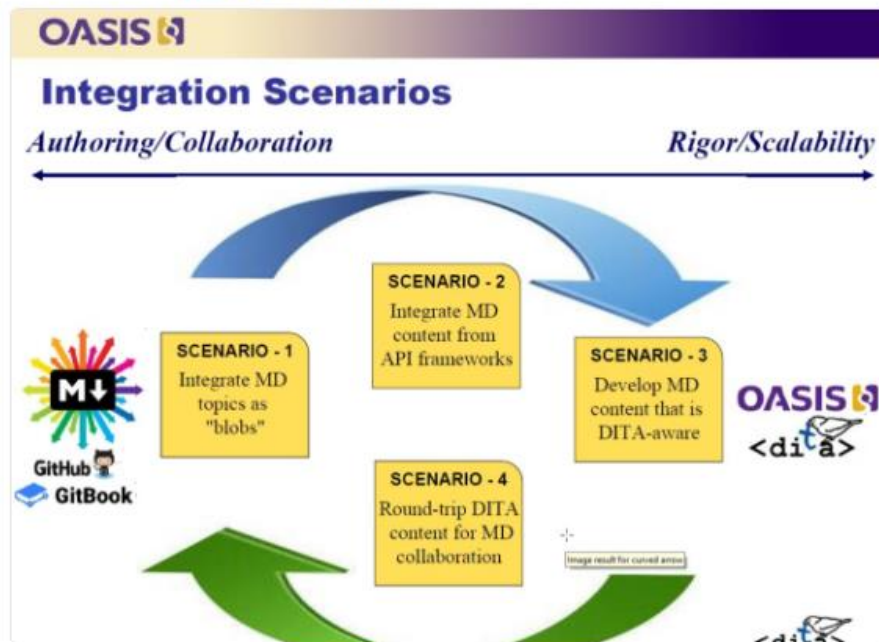 OASIS
Integration Scenarios
Authoring/Collaboration
Rigor/Scalability
SCENARIO - 1
Integrate MD
topics as
"blobs"
SCENARIO - 2
Integrate MD
content from
API frameworks
SCENARIO - 3
Develop MD
content that is
DITA-aware
SCENARIO - 4
Round-trip DITA
content for MD
collaboration
M
GitHub
GitBook
OASIS
<dita>
Image result for curved arrow
<dita>